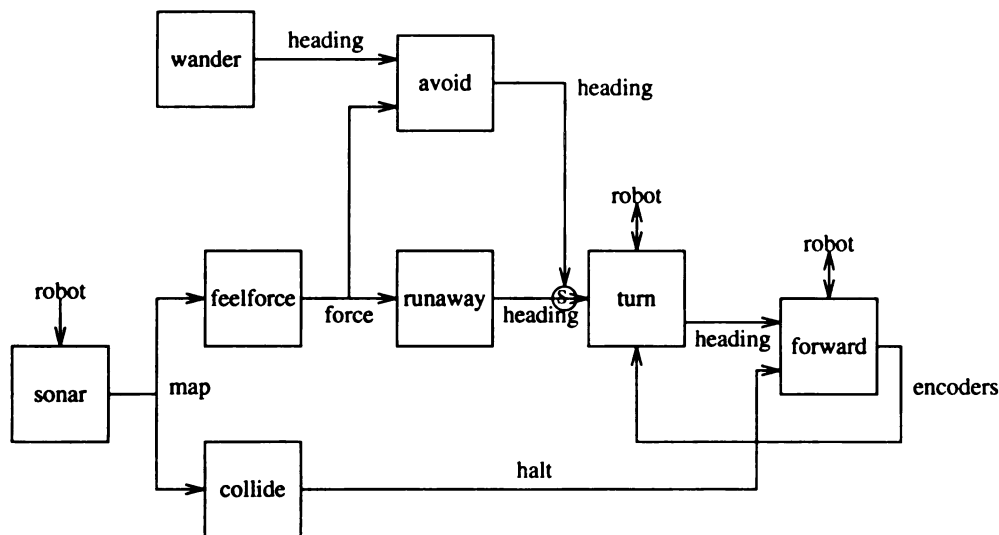 wander
heading
avoid
heading
robot
robot
robot
feelforce
force
runaway
heading
S
turn
heading
forward
sonar
map
encoders
collide
halt